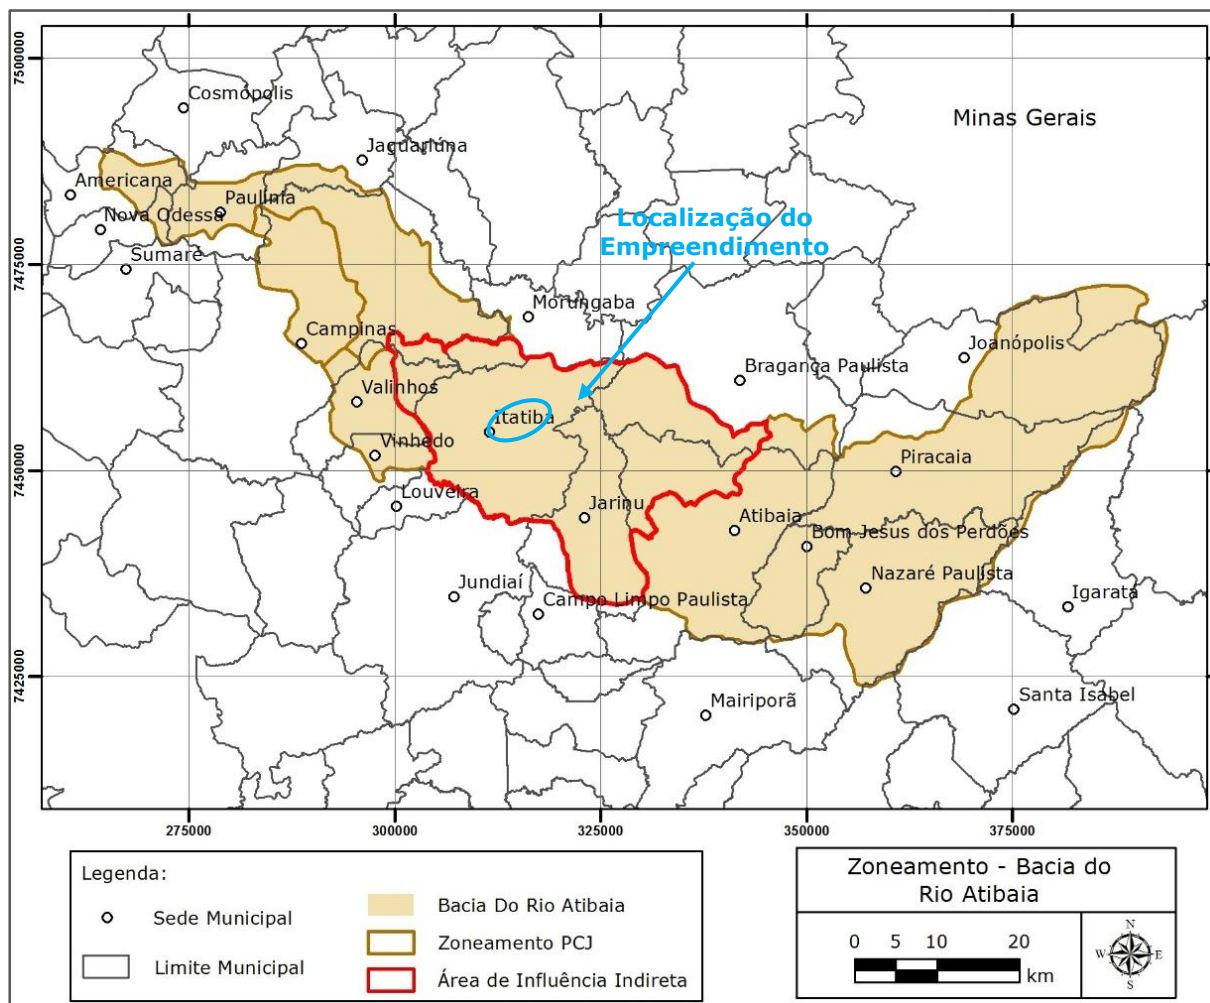 7500000
7475000
7450000
7425000
Minas Gerais
Cosmópolis
Jaguariúna
Americana
Paulínia
Nova Odessa
Sumaré
Localização do
Empreendimento
Morungaba
Campinas
Joanópolis
Bragança Paulista
Valinhos
Itatiba
Vinhedo
Piracaia
Louveira
Jarinu
Atibaia
Bom Jesus dos Perdões
Nazaré Paulista
Jundiaí
Campo Limpo Paulista
Igaratá
Mairiporã
Santa Isabel
275000
300000
325000
350000
375000
Legenda:
Sede Municipal
Limite Municipal
Bacia Do Rio Atibaia
Zoneamento PCJ
Área de Influência Indireta
Zoneamento - Bacia do
Rio Atibaia
0 5 10 20
km
N
W E
S